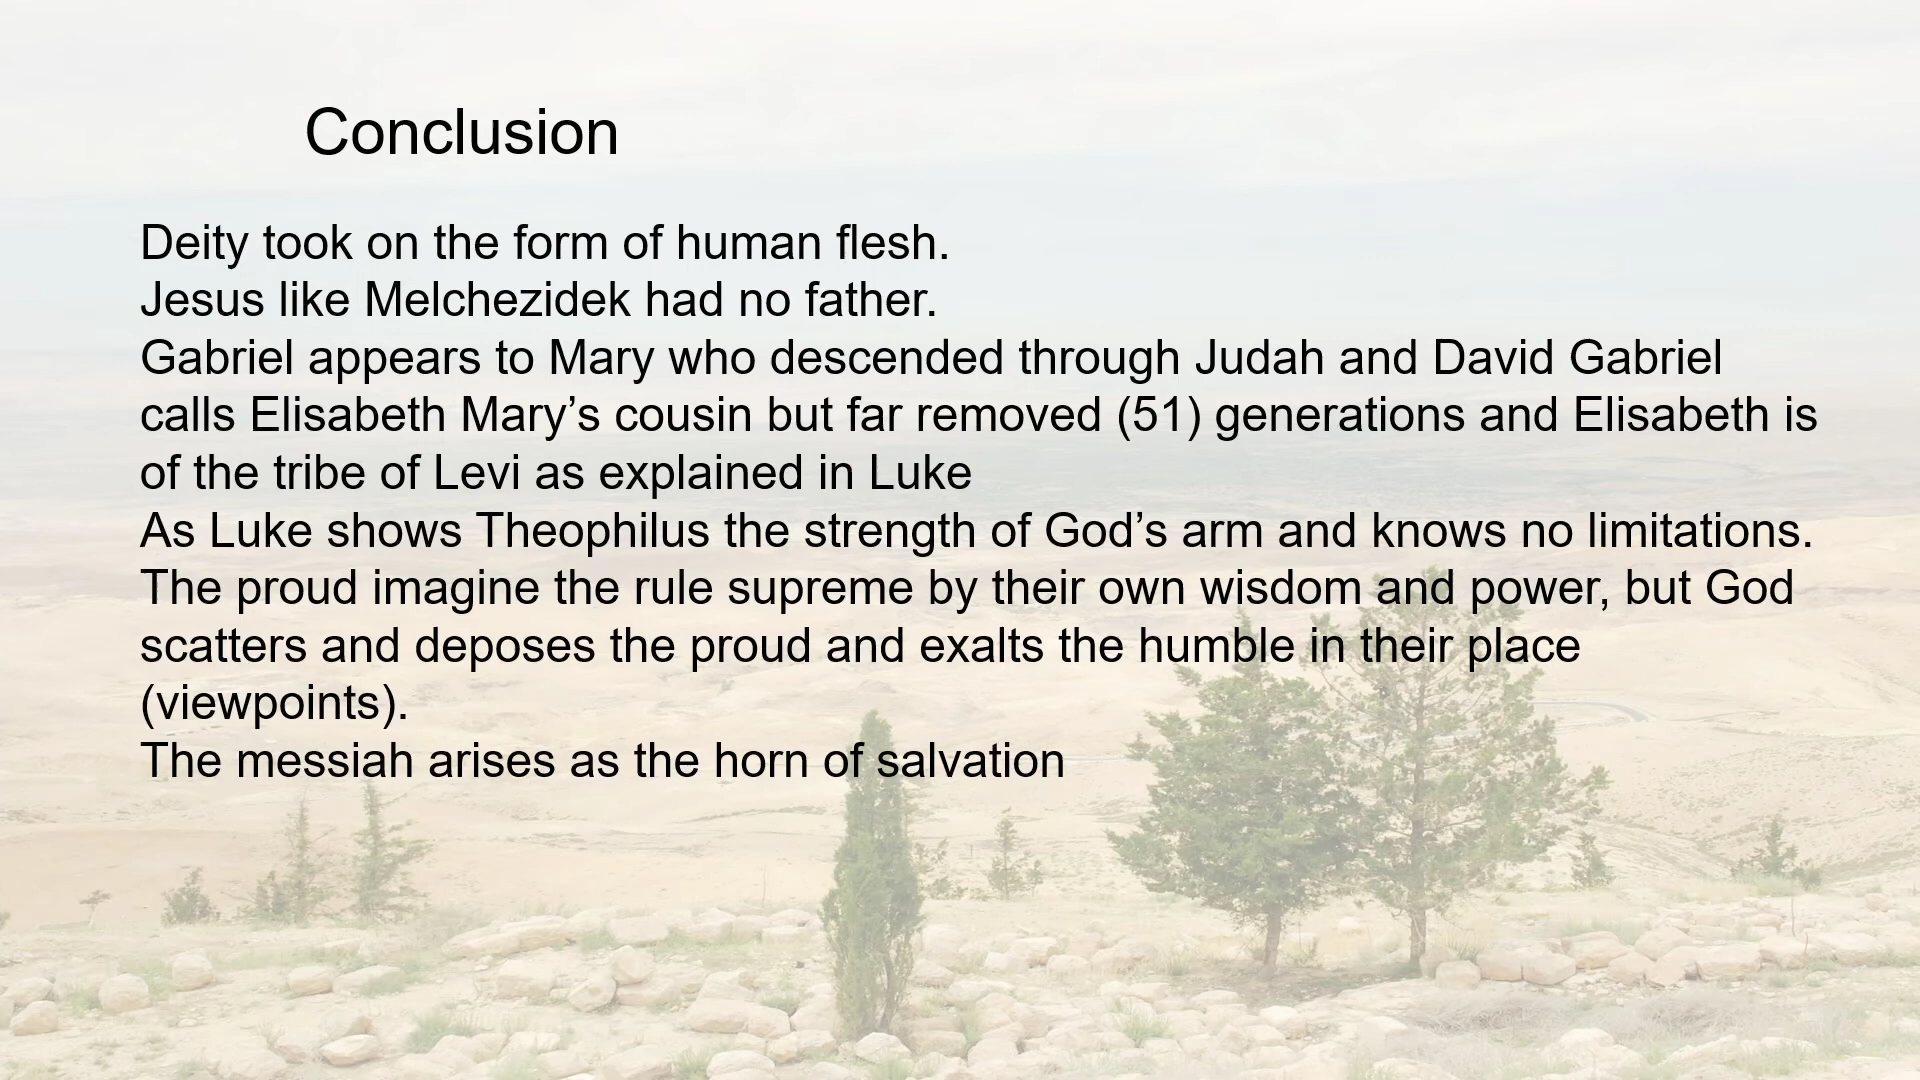 Conclusion
Deity took on the form of human flesh.
Jesus like Melchezidek had no father.
Gabriel appears to Mary who descended through Judah and David Gabriel
calls Elisabeth Mary’s cousin but far removed (51) generations and Elisabeth is
of the tribe of Levi as explained in Luke
As Luke shows Theophilus the strength of God’s arm and knows no limitations.
The proud imagine the rule supreme by their own wisdom and power, but God
scatters and deposes the proud and exalts the humble in their place
(viewpoints).
The messiah arises as the horn of salvation